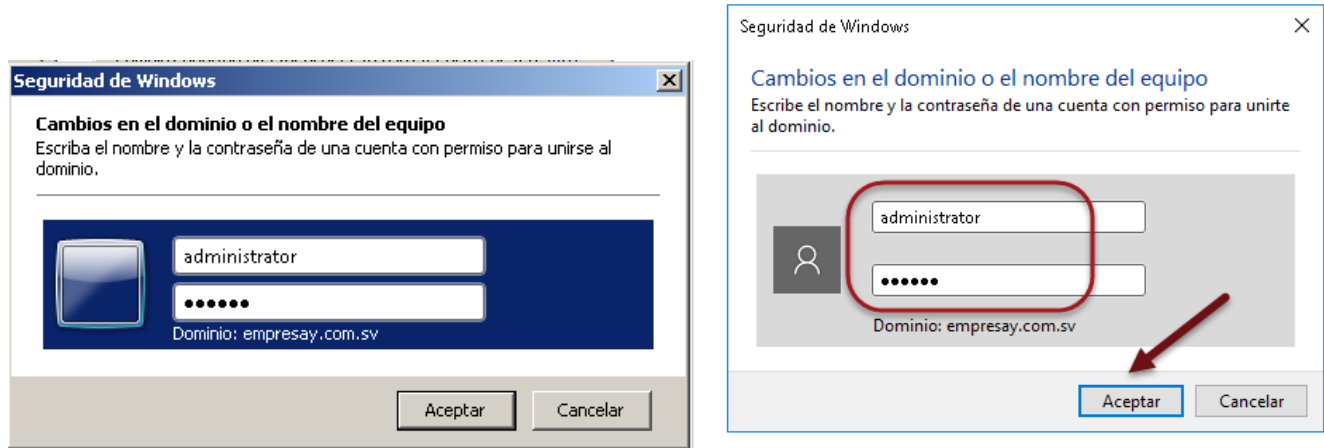 Seguridad de Windows
Cambios en el dominio o el nombre del equipo
Escriba el nombre y la contraseña de una cuenta con permiso para unirse al
dominio.
administrator
●●●●●●
Dominio: empresay.com.sv
Aceptar Cancelar
Seguridad de Windows
Cambios en el dominio o el nombre del equipo
Escribe el nombre y la contraseña de una cuenta con permiso para unirte
al dominio.
administrator
●●●●●●
Dominio: empresay.com.sv
Aceptar Cancelar